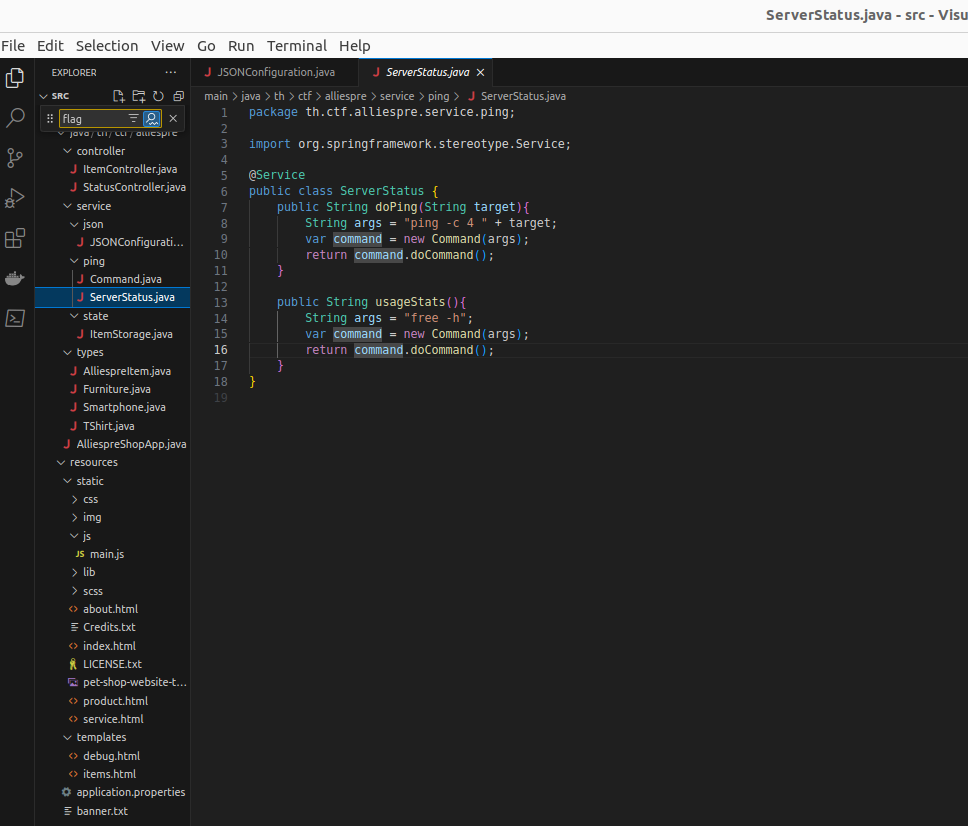 ServerStatus.java - src - Visu
File Edit Selection View Go Run Terminal Help
EXPLORER ...
SRC
flag
java / th / ctf / alliespre
controller
ItemController.java
StatusController.java
service
json
JSONConfigurati...
ping
Command.java
ServerStatus.java
state
ItemStorage.java
types
AlliespreItem.java
Furniture.java
Smartphone.java
TShirt.java
AlliespreShopApp.java
resources
static
css
img
js
JS main.js
lib
scss
about.html
Credits.txt
index.html
LICENSE.txt
pet-shop-website-t...
product.html
service.html
templates
debug.html
items.html
application.properties
banner.txt
J JSONConfiguration.java J ServerStatus.java
main > java > th > ctf > alliespre > service > ping > J ServerStatus.java
1 package th.ctf.alliespre.service.ping;
2
3 import org.springframework.stereotype.Service;
4
5 @Service
6 public class ServerStatus {
7 public String doPing(String target){
8 String args = "ping -c 4 " + target;
9 var command = new Command(args);
10 return command.doCommand();
11 }
12
13 public String usageStats(){
14 String args = "free -h";
15 var command = new Command(args);
16 return command.doCommand();
17 }
18 }
19